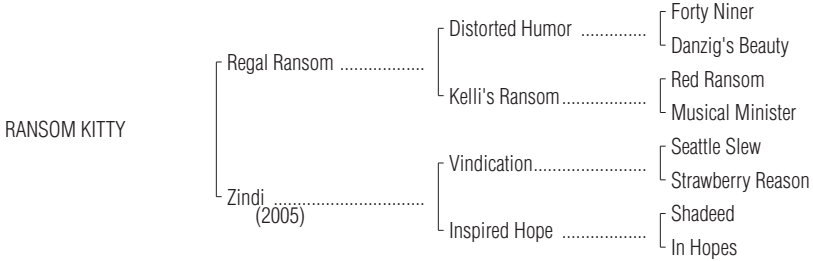 Forty Niner
Distorted Humor ..............
Danzig's Beauty
Regal Ransom ..................
Red Ransom
Kelli's Ransom..................
Musical Minister
RANSOM KITTY
Seattle Slew
Vindication........................
Strawberry Reason
Zindi ................................
(2005)
Shadeed
Inspired Hope ..................
In Hopes